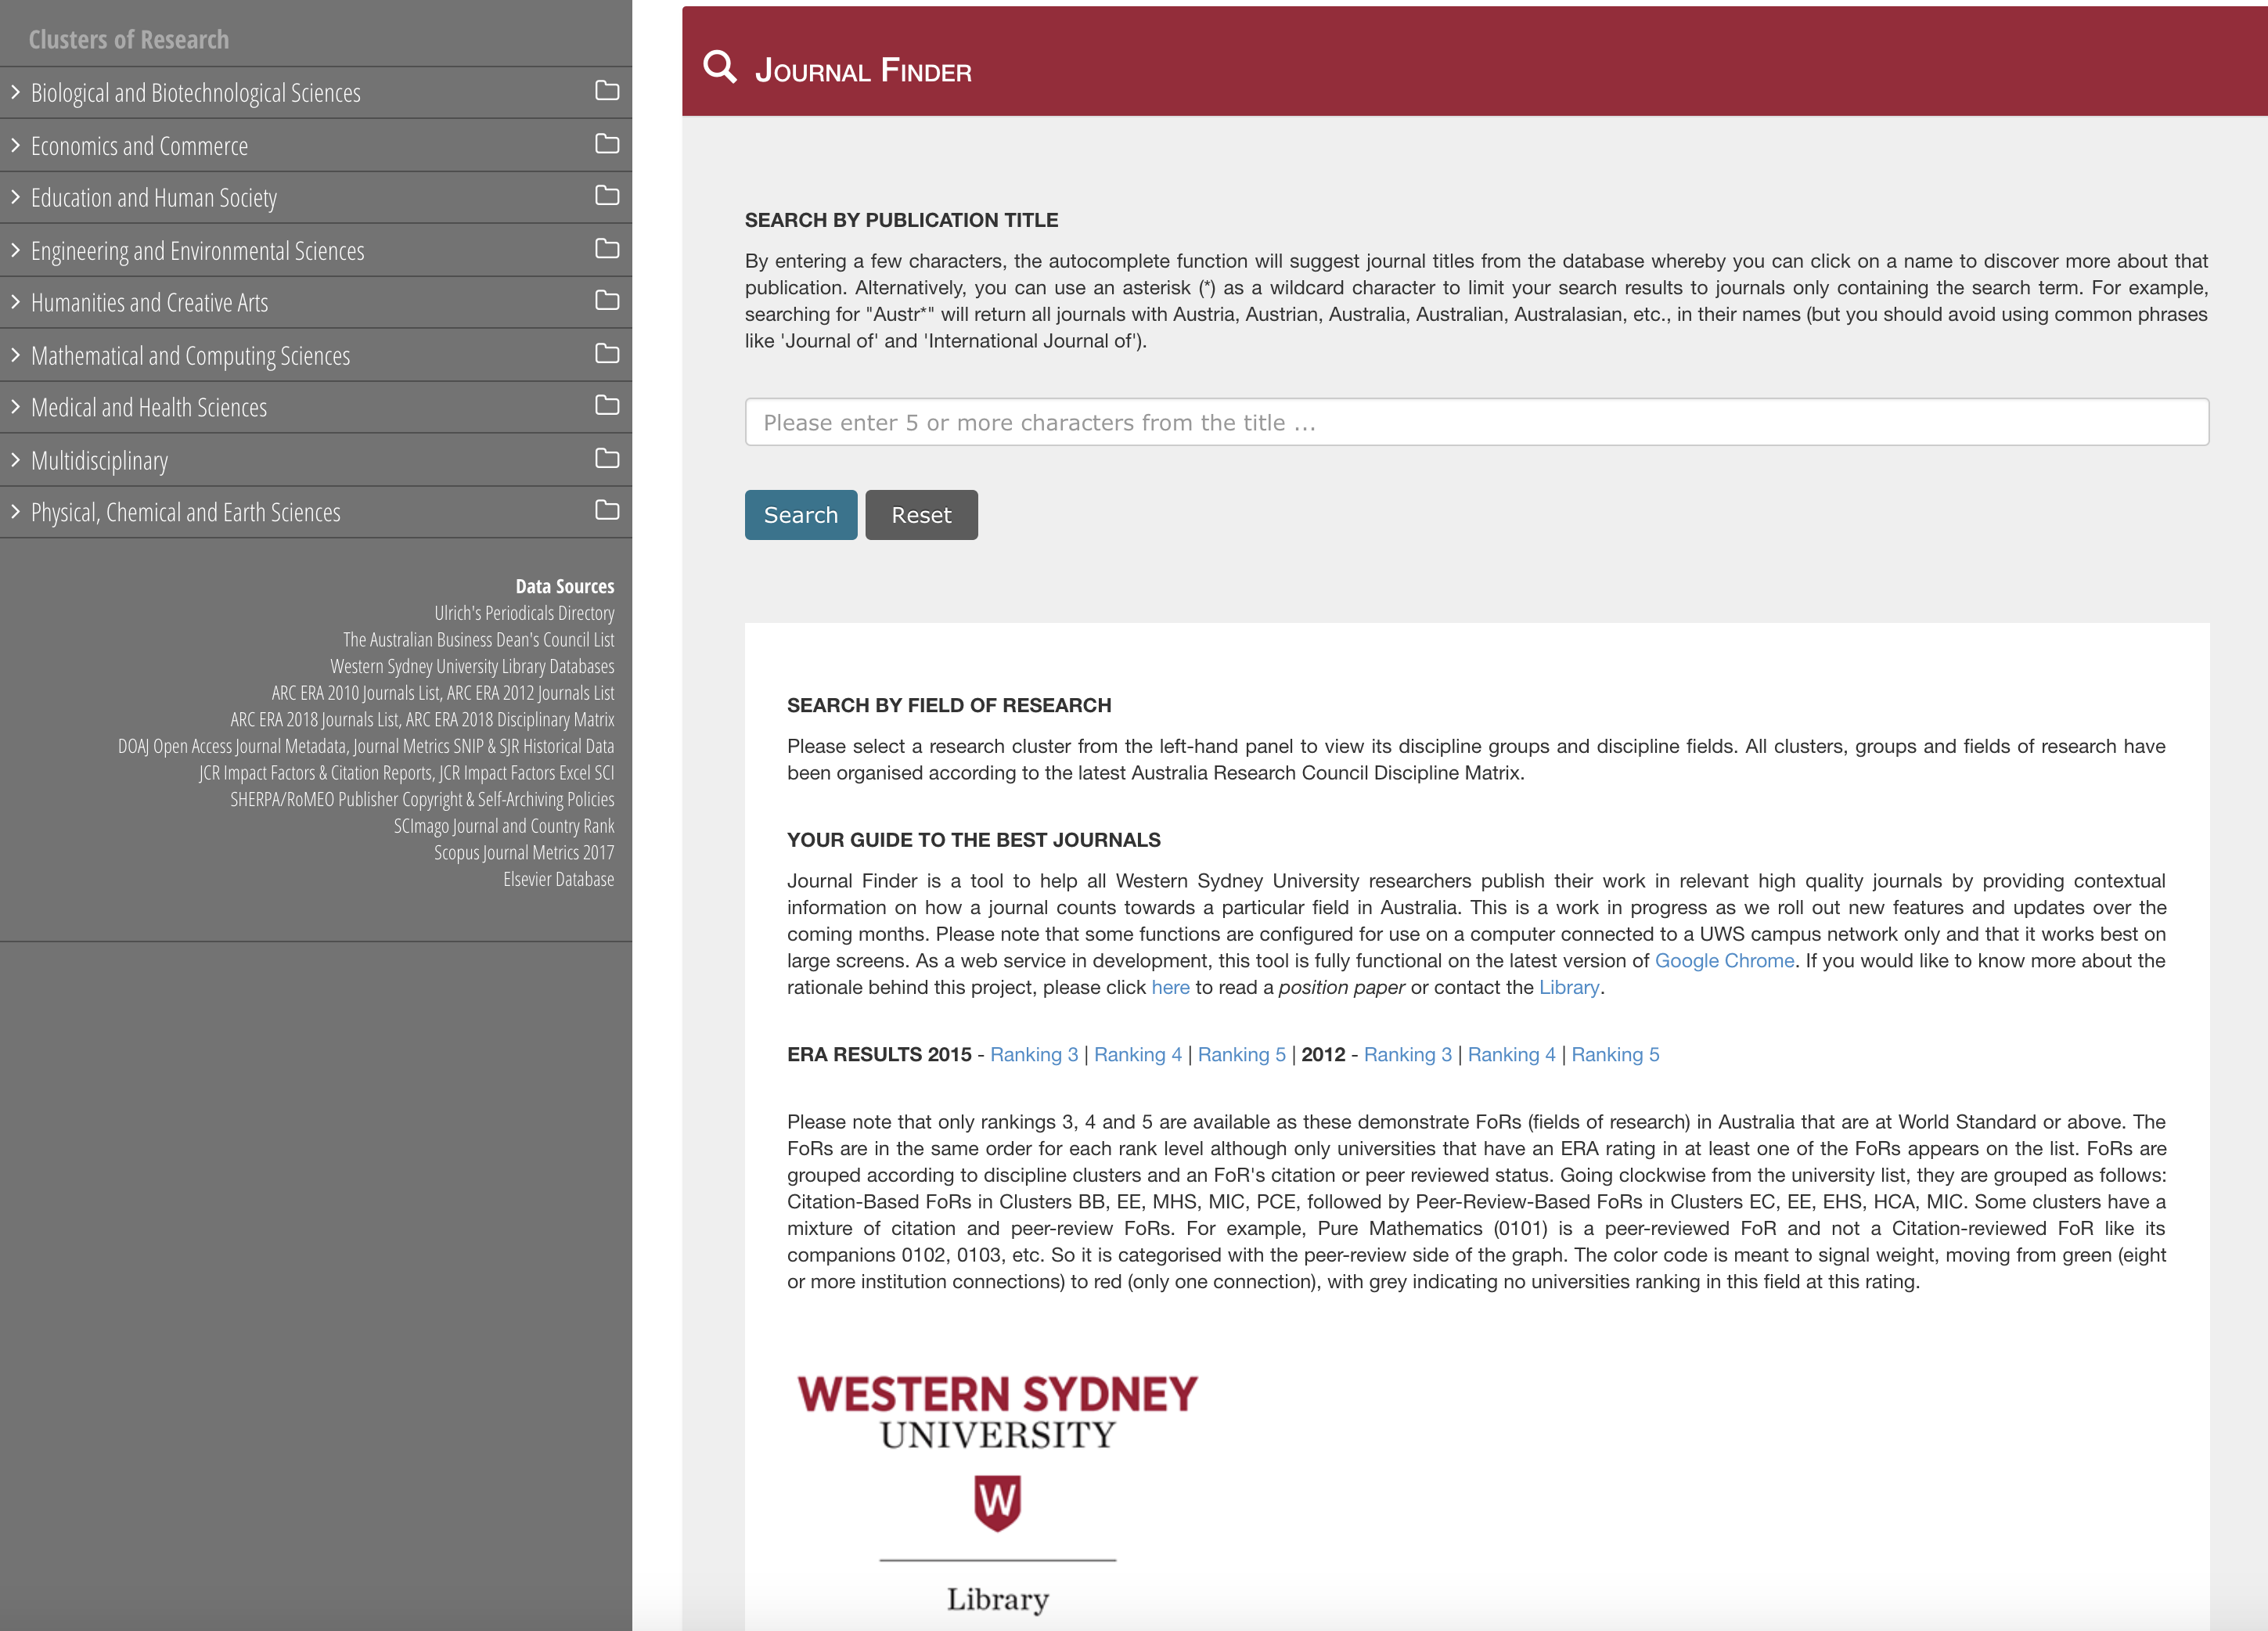 Clusters of Research
Biological and Biotechnological Sciences
Economics and Commerce
Education and Human Society
Engineering and Environmental Sciences
Humanities and Creative Arts
Mathematical and Computing Sciences
Medical and Health Sciences
Multidisciplinary
Physical, Chemical and Earth Sciences
Data Sources
Ulrich's Periodicals Directory
The Australian Business Dean's Council List
Western Sydney University Library Databases
ARC ERA 2010 Journals List, ARC ERA 2012 Journals List
ARC ERA 2018 Journals List, ARC ERA 2018 Disciplinary Matrix
DOAJ Open Access Journal Metadata, Journal Metrics SNIP & SJR Historical Data
JCR Impact Factors & Citation Reports, JCR Impact Factors Excel SCI
SHERPA/RoMEO Publisher Copyright & Self-Archiving Policies
SCImago Journal and Country Rank
Scopus Journal Metrics 2017
Elsevier Database
Journal Finder
SEARCH BY PUBLICATION TITLE
By entering a few characters, the autocomplete function will suggest journal titles from the database whereby you can click on a name to discover more about that
publication. Alternatively, you can use an asterisk (*) as a wildcard character to limit your search results to journals only containing the search term. For example,
searching for "Austr*" will return all journals with Austria, Austrian, Australia, Australian, Australasian, etc., in their names (but you should avoid using common phrases
like 'Journal of' and 'International Journal of').
Please enter 5 or more characters from the title ...
Search Reset
SEARCH BY FIELD OF RESEARCH
Please select a research cluster from the left-hand panel to view its discipline groups and discipline fields. All clusters, groups and fields of research have
been organised according to the latest Australia Research Council Discipline Matrix.
YOUR GUIDE TO THE BEST JOURNALS
Journal Finder is a tool to help all Western Sydney University researchers publish their work in relevant high quality journals by providing contextual
information on how a journal counts towards a particular field in Australia. This is a work in progress as we roll out new features and updates over the
coming months. Please note that some functions are configured for use on a computer connected to a UWS campus network only and that it works best on
large screens. As a web service in development, this tool is fully functional on the latest version of Google Chrome. If you would like to know more about the
rationale behind this project, please click here to read a position paper or contact the Library.
ERA RESULTS 2015 - Ranking 3 | Ranking 4 | Ranking 5 | 2012 - Ranking 3 | Ranking 4 | Ranking 5
Please note that only rankings 3, 4 and 5 are available as these demonstrate FoRs (fields of research) in Australia that are at World Standard or above. The
FoRs are in the same order for each rank level although only universities that have an ERA rating in at least one of the FoRs appears on the list. FoRs are
grouped according to discipline clusters and an FoR's citation or peer reviewed status. Going clockwise from the university list, they are grouped as follows:
Citation-Based FoRs in Clusters BB, EE, MHS, MIC, PCE, followed by Peer-Review-Based FoRs in Clusters EC, EE, EHS, HCA, MIC. Some clusters have a
mixture of citation and peer-review FoRs. For example, Pure Mathematics (0101) is a peer-reviewed FoR and not a Citation-reviewed FoR like its
companions 0102, 0103, etc. So it is categorised with the peer-review side of the graph. The color code is meant to signal weight, moving from green (eight
or more institution connections) to red (only one connection), with grey indicating no universities ranking in this field at this rating.
WESTERN SYDNEY
UNIVERSITY
W
Library